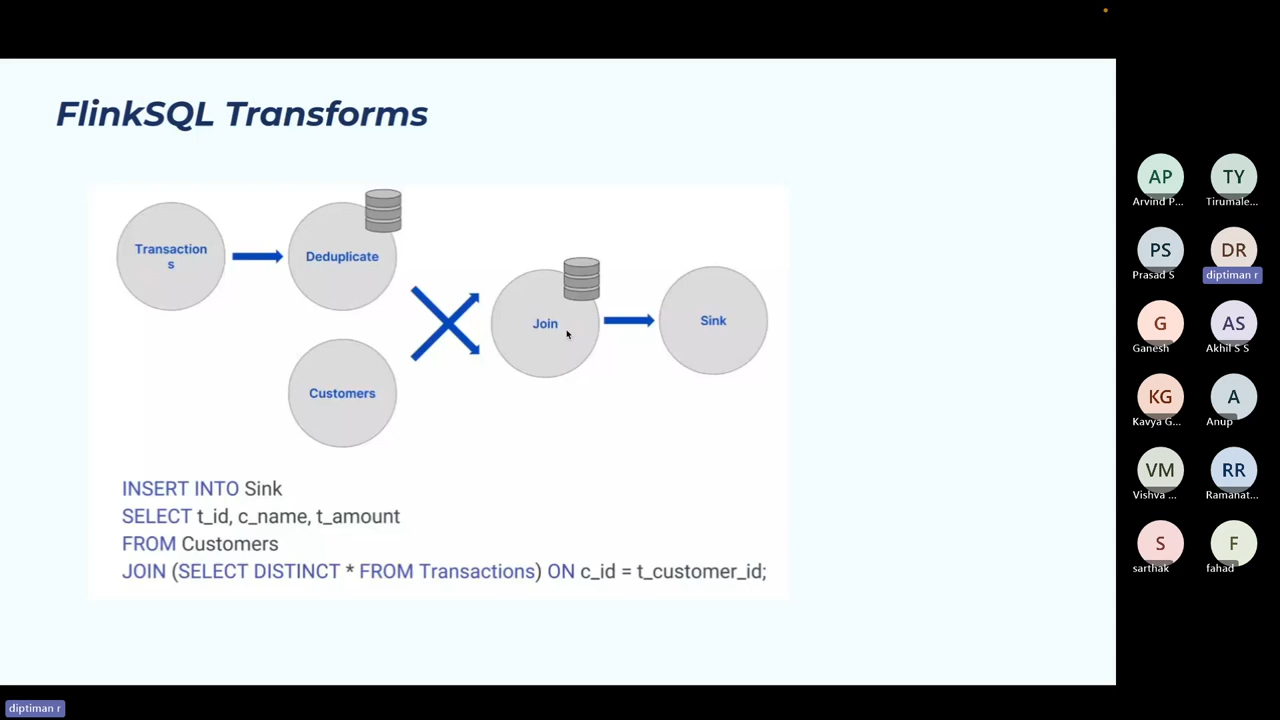 FlinkSQL Transforms
Transaction
s
Deduplicate
Customers
Join
Sink
INSERT INTO Sink
SELECT t_id, c_name, t_amount
FROM Customers
JOIN (SELECT DISTINCT * FROM Transactions) ON c_id = t_customer_id;
AP
TY
Arvind P...
Tirumale...
PS
DR
Prasad S
diptiman r
G
AS
Ganesh
Akhil S S
KG
A
Kavya G...
Anup
VM
RR
Vishva ...
Ramanat...
S
F
sarthak
fahad
diptiman r